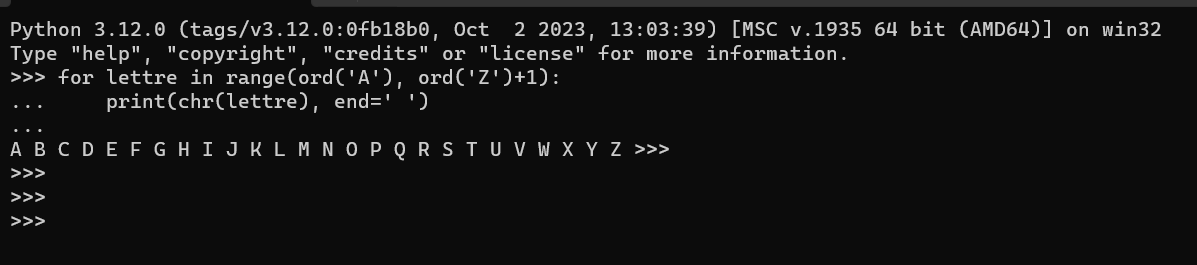 Python 3.12.0 (tags/v3.12.0:0fb18b0, Oct  2 2023, 13:03:39) [MSC v.1935 64 bit (AMD64)] on win32
Type "help", "copyright", "credits" or "license" for more information.
>>> for lettre in range(ord('A'), ord('Z')+1):
...     print(chr(lettre), end=' ')
...
A B C D E F G H I J K L M N O P Q R S T U V W X Y Z >>>
>>>
>>>
>>>